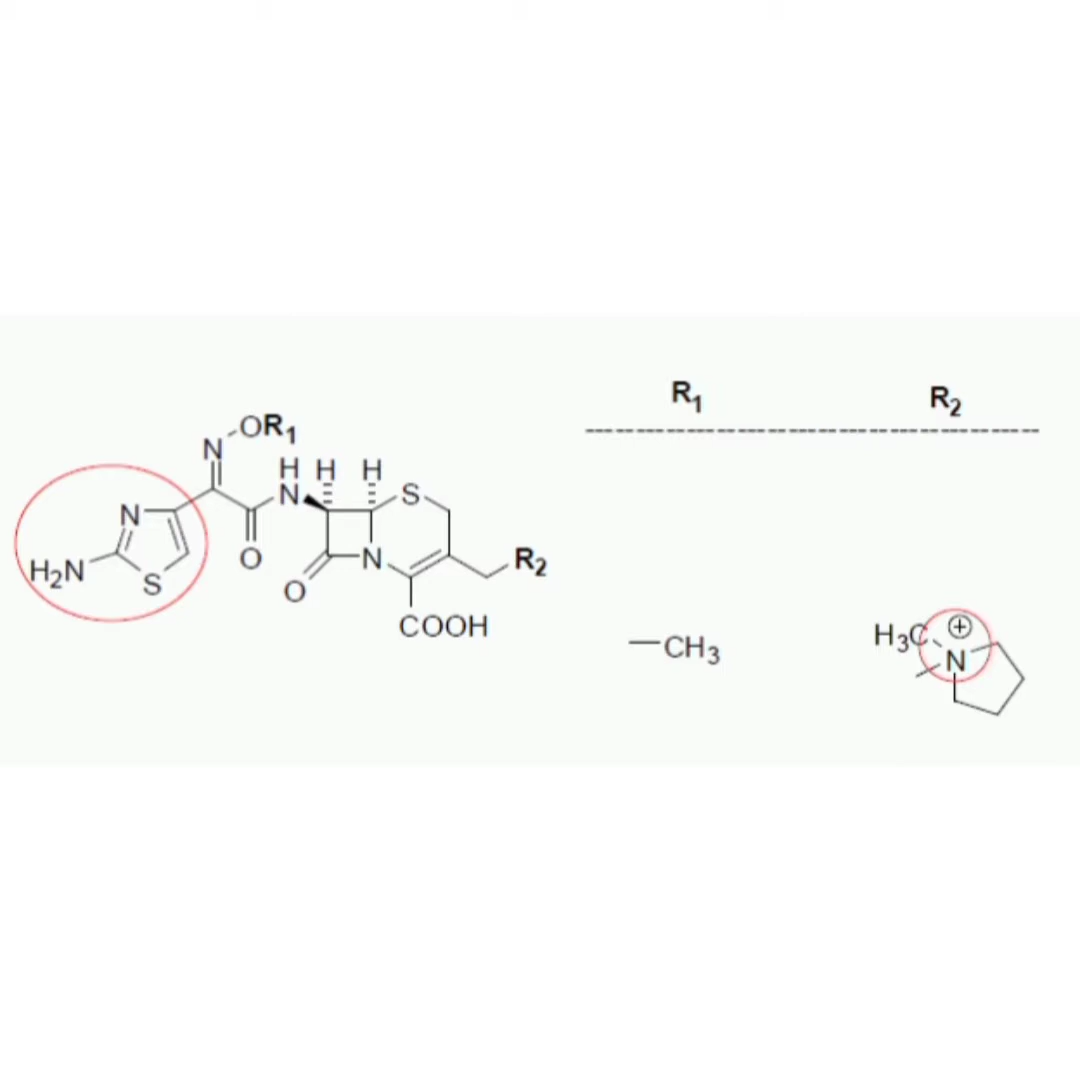 R₁ R₂
OR₁
N
H H H
N S
N
H₂N S O O N R₂
COOH
—CH₃
H₃C ⊕
N